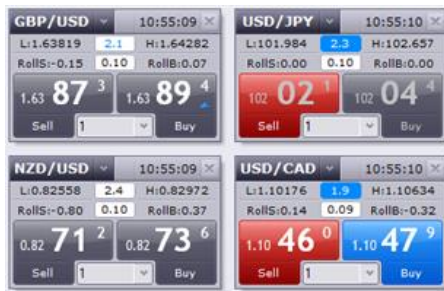 GBP/USD 10:55:09
L:1.63819 2.1 H:1.64282
RollS:-0.15 0.10 RollB:0.07
1.63 87 3 1.63 89 4
Sell 1 Buy
USD/JPY 10:55:10
L:101.984 2.3 H:102.657
RollS:0.00 0.10 RollB:0.00
102 02 1 102 04 4
Sell 1 Buy
NZD/USD 10:55:09
L:0.82558 2.4 H:0.82972
RollS:-0.80 0.10 RollB:0.37
0.82 71 2 0.82 73 6
Sell 1 Buy
USD/CAD 10:55:10
L:1.10176 1.9 H:1.10634
RollS:0.14 0.09 RollB:-0.32
1.10 46 0 1.10 47 9
Sell 1 Buy